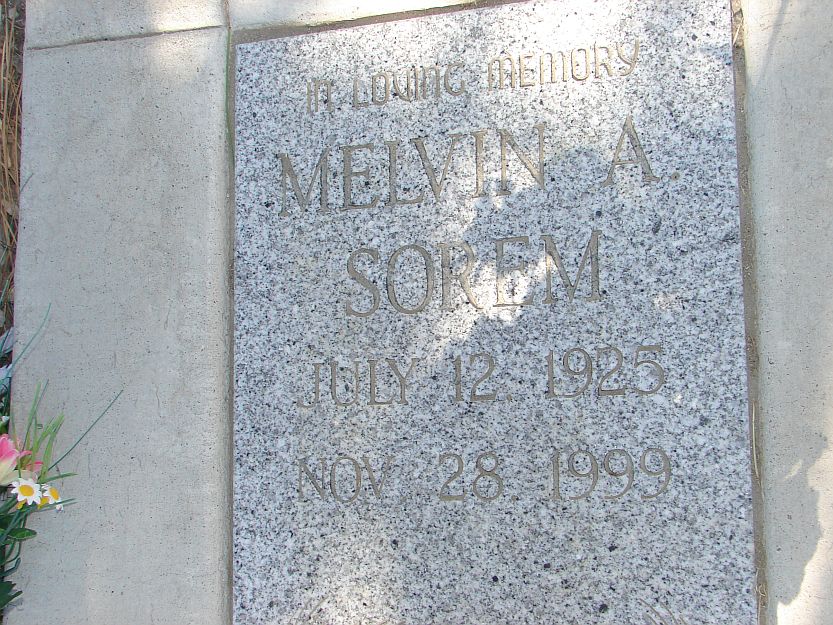 IN LOVING MEMORY
MELVIN A.
SOREM
JULY 12, 1925
NOV 28, 1999